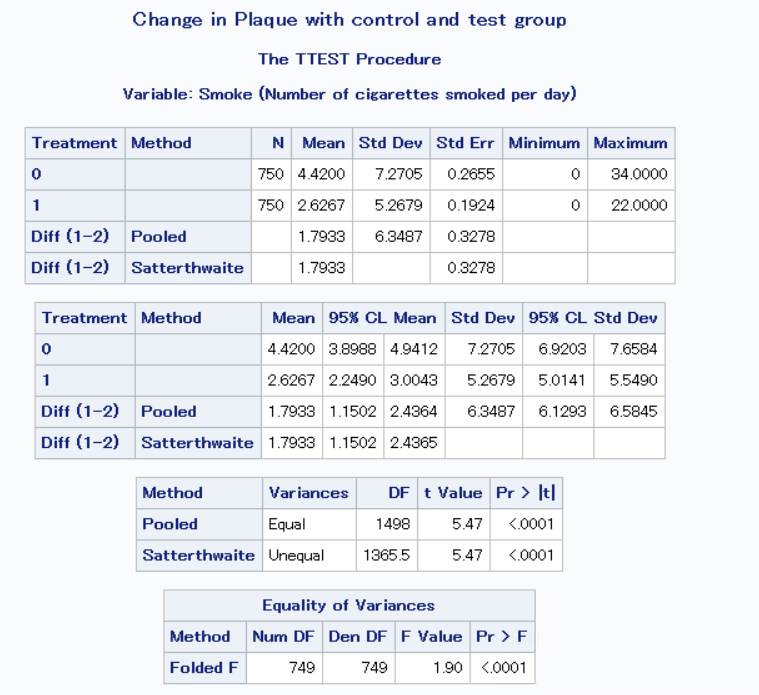 Change in Plaque with control and test group
The TTEST Procedure
Variable: Smoke (Number of cigarettes smoked per day)
Treatment Method N Mean Std Dev Std Err Minimum Maximum
0 750 4.4200 7.2705 0.2655 0 34.0000
1 750 2.6267 5.2679 0.1924 0 22.0000
Diff (1-2) Pooled 1.7933 6.3487 0.3278
Diff (1-2) Satterthwaite 1.7933 0.3278
Treatment Method Mean 95% CL Mean Std Dev 95% CL Std Dev
0 4.4200 3.8988 4.9412 7.2705 6.9203 7.6584
1 2.6267 2.2490 3.0043 5.2679 5.0141 5.5490
Diff (1-2) Pooled 1.7933 1.1502 2.4364 6.3487 6.1293 6.5845
Diff (1-2) Satterthwaite 1.7933 1.1502 2.4365
Method Variances DF t Value Pr > |t|
Pooled Equal 1498 5.47 <.0001
Satterthwaite Unequal 1365.5 5.47 <.0001
Equality of Variances
Method Num DF Den DF F Value Pr > F
Folded F 749 749 1.90 <.0001